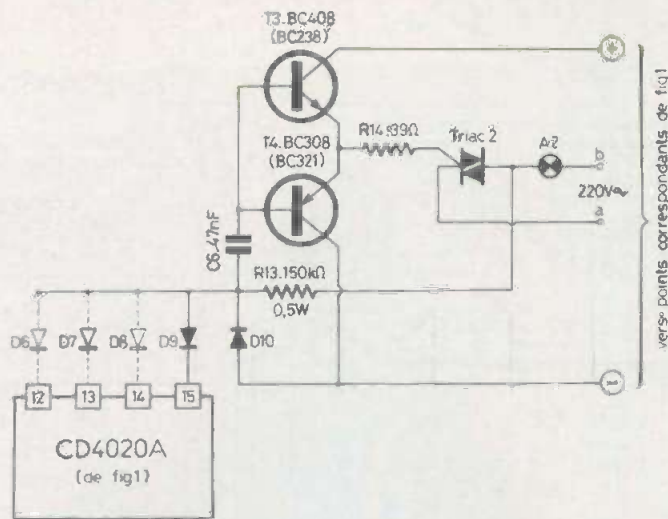 T3.BC408
(BC238)
+
R14.39Ω
Triac 2
T4.BC308
(BC321)
b
220V~
a
C6.47nF
R13.150kΩ
0,5W
D6
D7
D8
D9
D10
-
12
13
14
15
CD4020A
(de fig1)
vers points correspondants de fig1